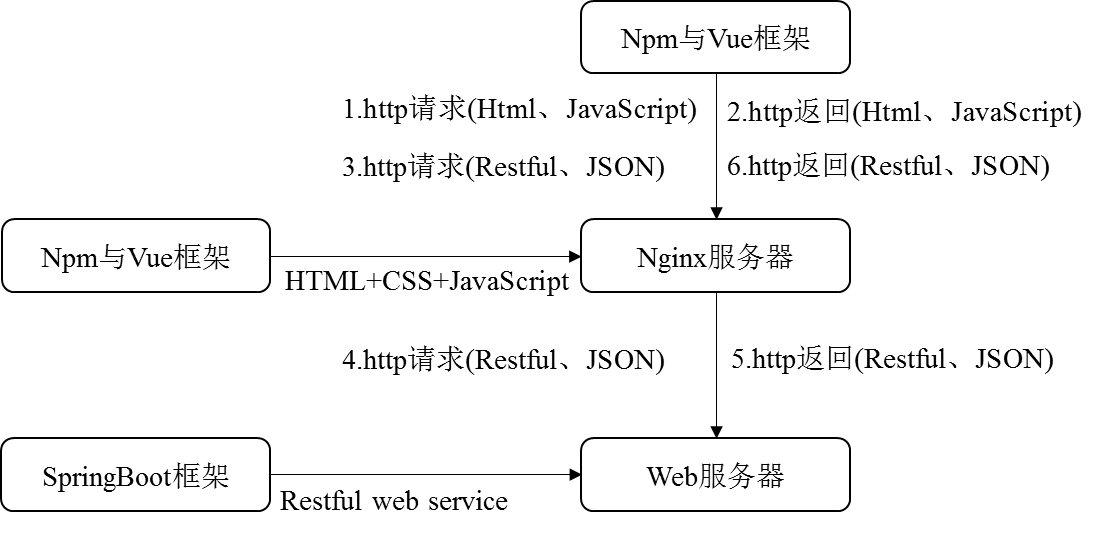 Npm与Vue框架
1.http请求(Html、JavaScript)
2.http返回(Html、JavaScript)
3.http请求(Restful、JSON)
6.http返回(Restful、JSON)
Npm与Vue框架
HTML+CSS+JavaScript
Nginx服务器
4.http请求(Restful、JSON)
5.http返回(Restful、JSON)
SpringBoot框架
Restful web service
Web服务器